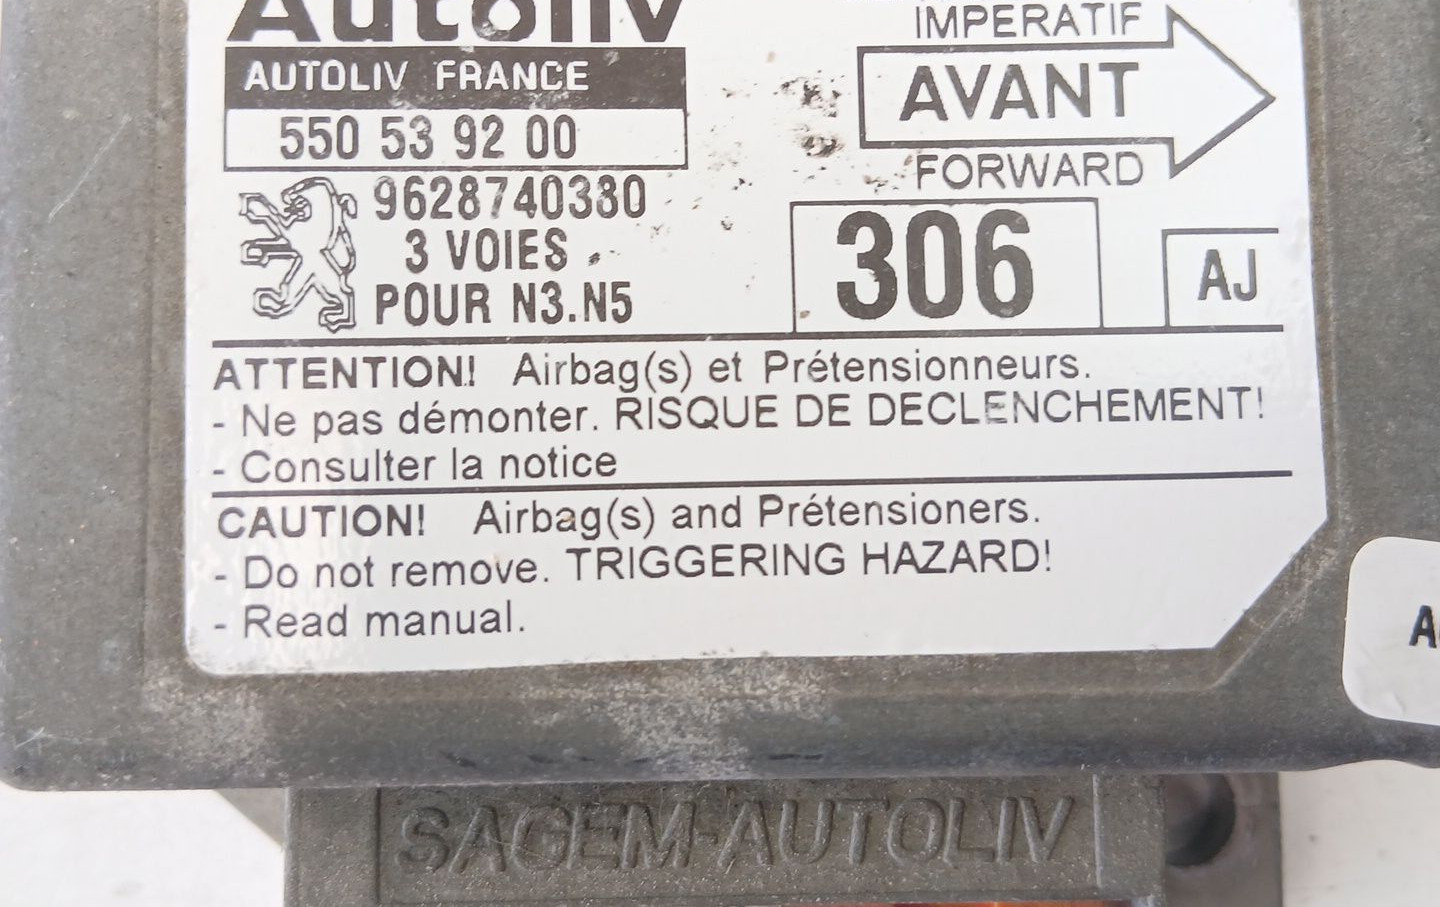 Autoliv
IMPERATIF
AUTOLIV FRANCE
AVANT
550 53 92 00
FORWARD
9628740380
3 VOIES
306
AJ
POUR N3.N5
ATTENTION! Airbag(s) et Prétensionneurs.
- Ne pas démonter. RISQUE DE DECLENCHEMENT!
- Consulter la notice
CAUTION! Airbag(s) and Prétensioners.
- Do not remove. TRIGGERING HAZARD!
- Read manual.
SAGEM-AUTOLIV